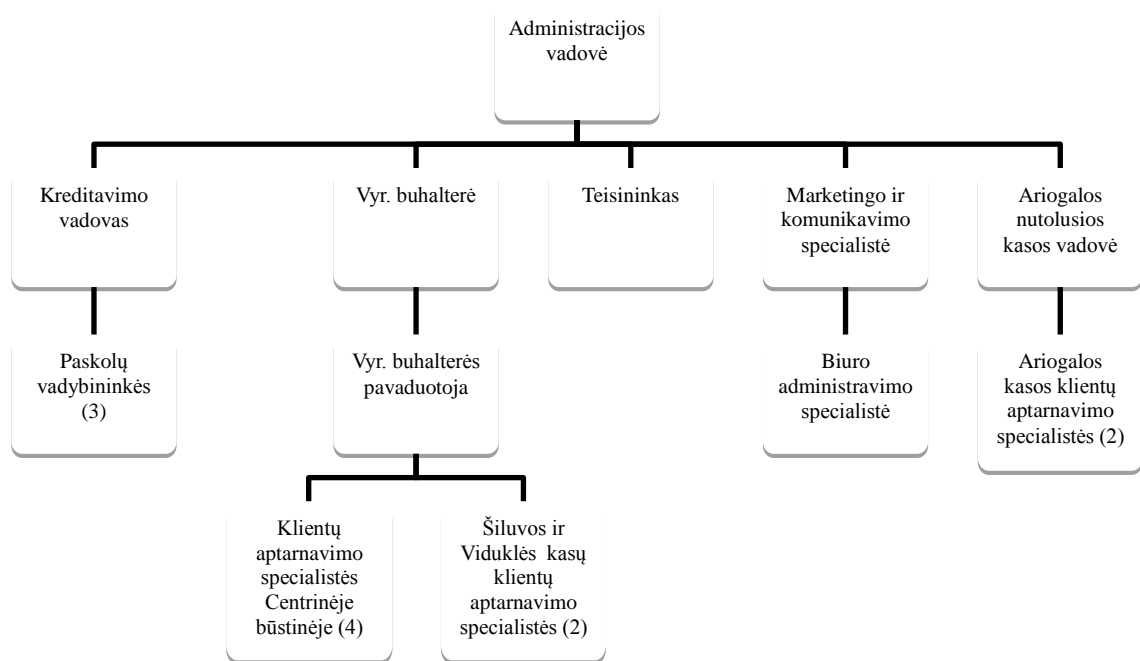 Administracijos
vadovė
Kreditavimo
vadovas
Vyr. buhalterė
Teisininkas
Marketingo ir
komunikavimo
specialistė
Ariogalos
nutolusios
kasos vadovė
Paskolų
vadybininkės
(3)
Vyr. buhalterės
pavaduotoja
Biuro
administravimo
specialistė
Ariogalos
kasos klientų
aptarnavimo
specialistės (2)
Klientų
aptarnavimo
specialistės
Centrinėje
būstinėje (4)
Šiluvos ir
Viduklės kasų
klientų
aptarnavimo
specialistės (2)